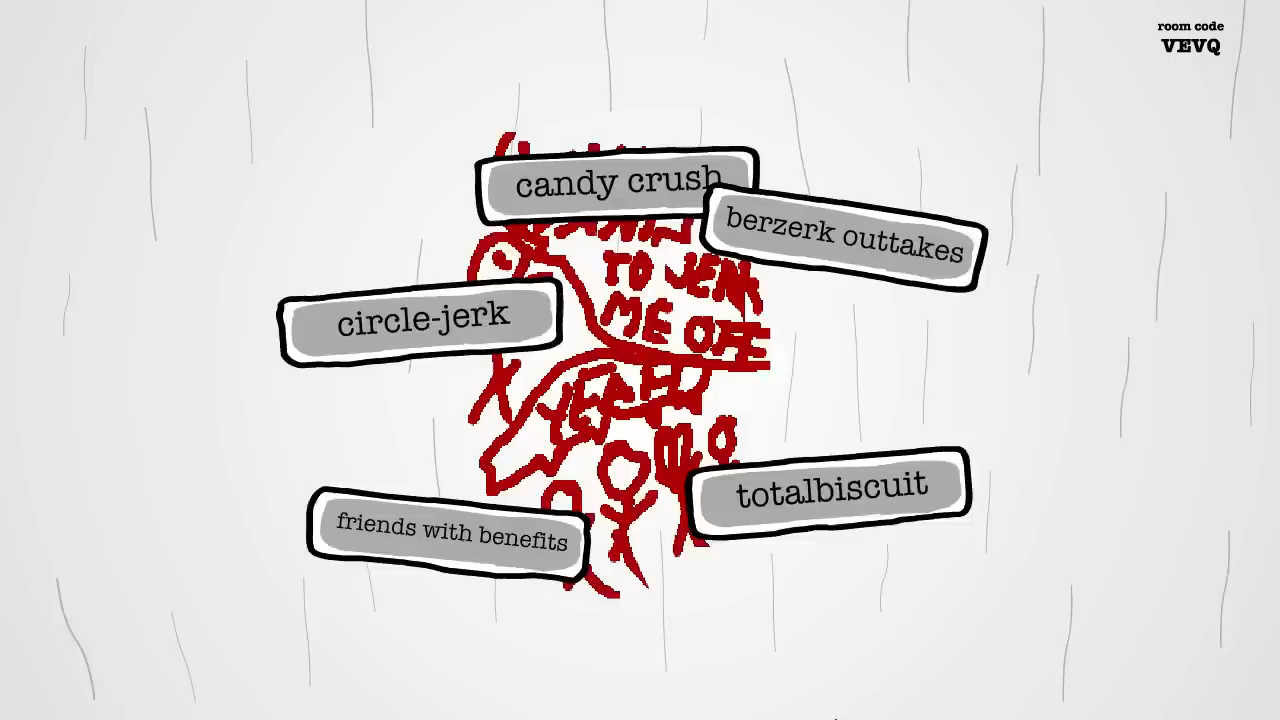 room code
VEVQ
candy crush
berzerk outtakes
TO JERK
ME OFF
circle-jerk
totalbiscuit
friends with benefits